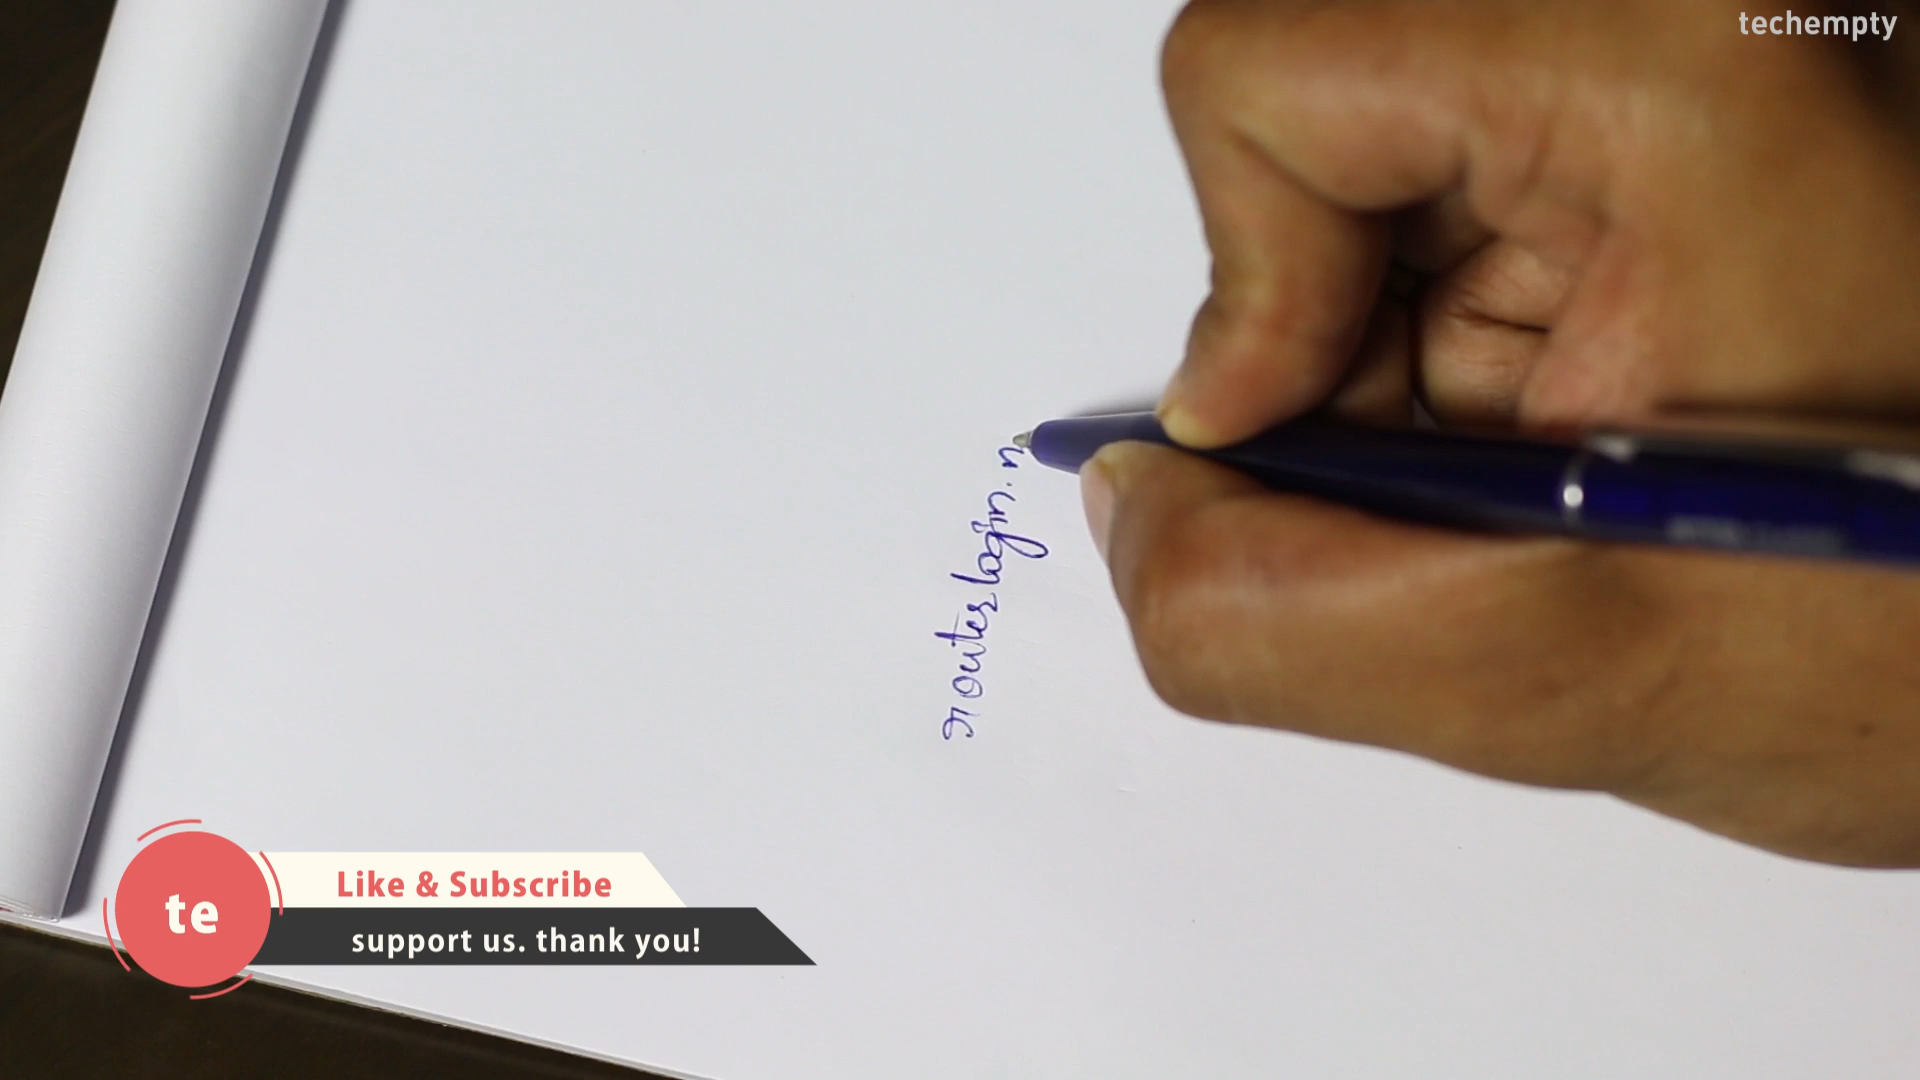 techempty
routerlogin.n
te
Like & Subscribe
support us. thank you!